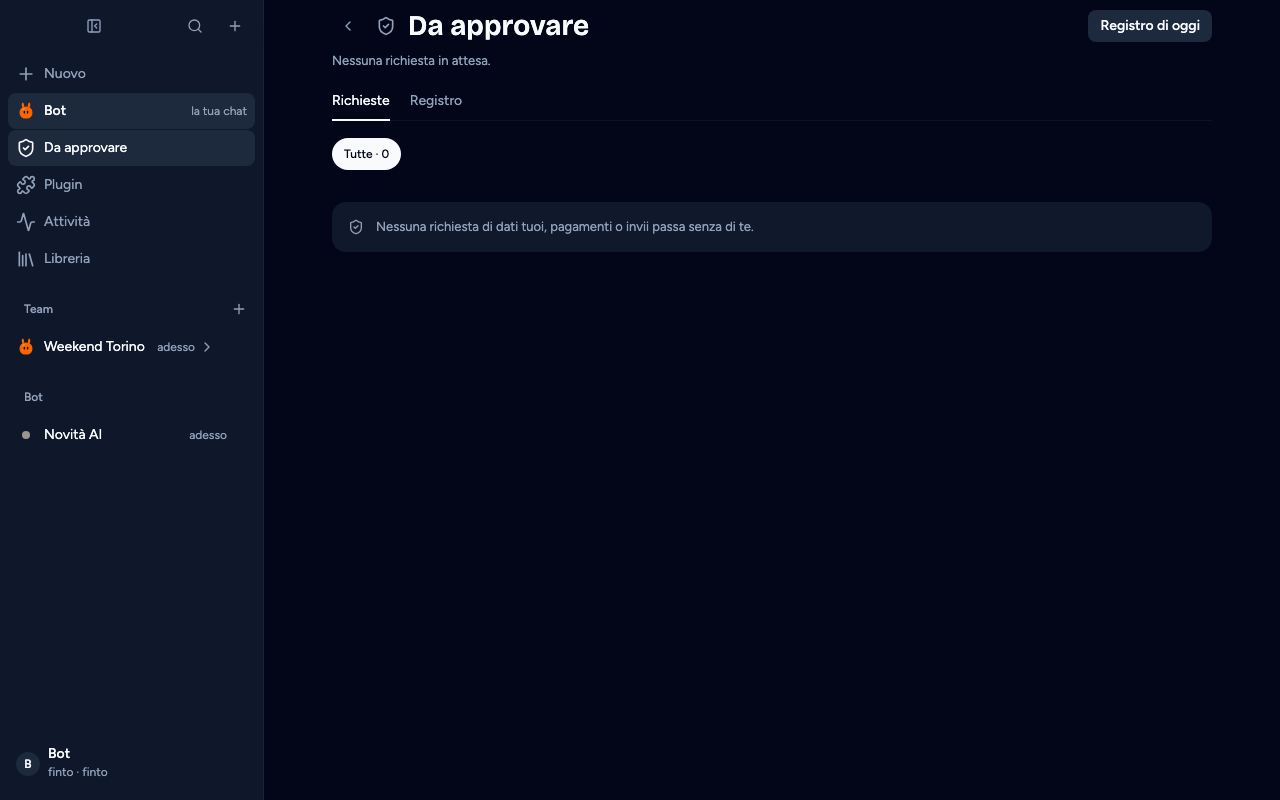 Nuovo
Bot la tua chat
Da approvare
Plugin
Attività
Libreria
Team
Weekend Torino adesso
Bot
Novità AI adesso
B
Bot
finto · finto
Da approvare
Registro di oggi
Nessuna richiesta in attesa.
Richieste Registro
Tutte · 0
Nessuna richiesta di dati tuoi, pagamenti o invii passa senza di te.